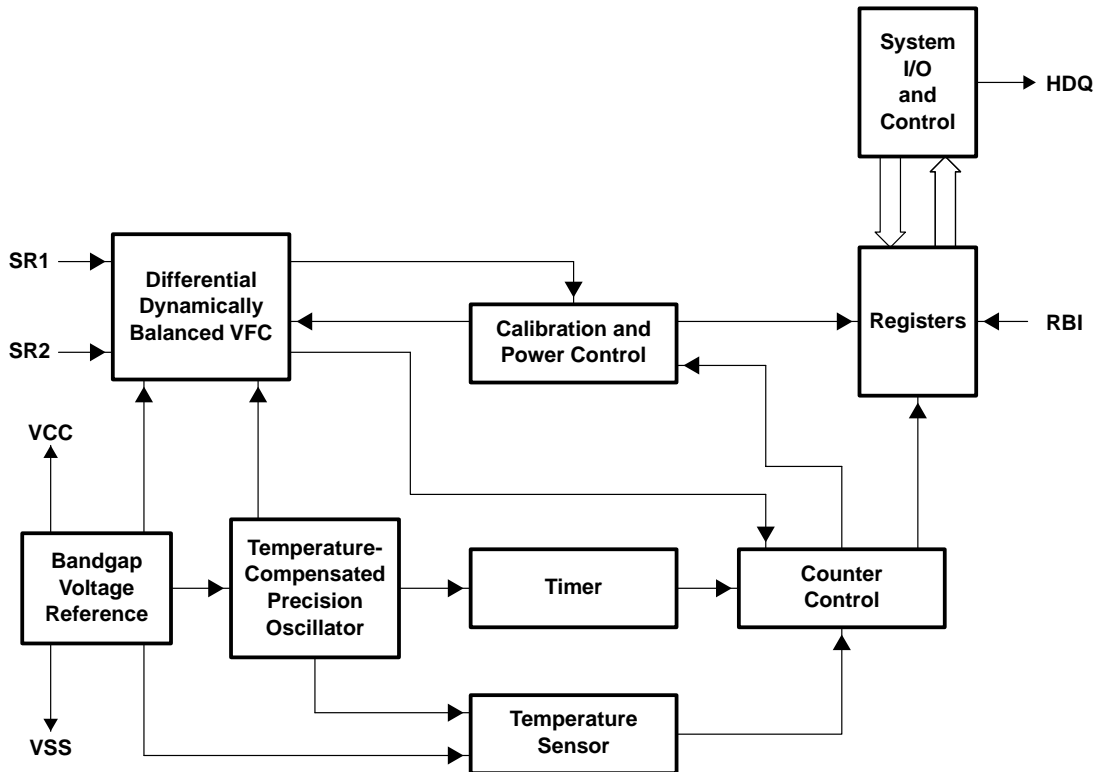 System
I/O
and
Control
HDQ
SR1
SR2
Differential
Dynamically
Balanced VFC
Calibration and
Power Control
Registers
RBI
VCC
Bandgap
Voltage
Reference
VSS
Temperature-
Compensated
Precision
Oscillator
Timer
Counter
Control
Temperature
Sensor